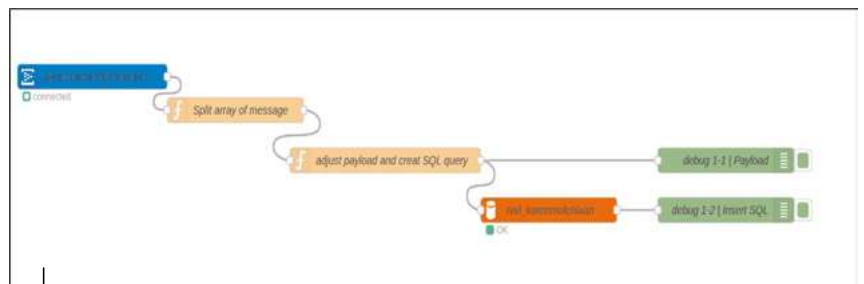 connected
Split array of message
adjust payload and creat SQL query
debug 1-1 | Payload
debug 1-2 | Insert SQL
OK